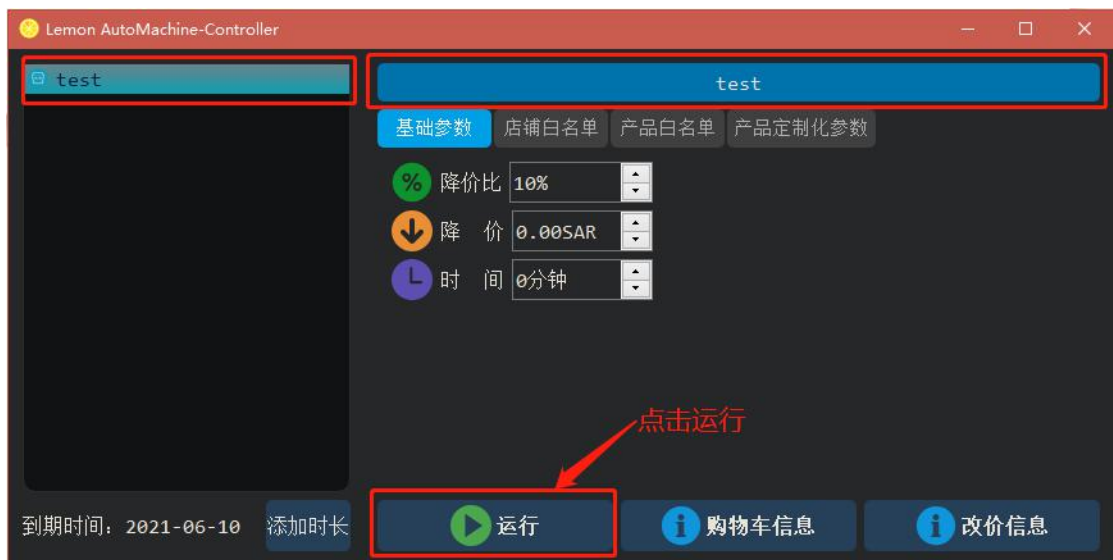 Lemon AutoMachine-Controller
test
test
基础参数 店铺白名单 产品白名单 产品定制化参数
% 降价比 10%
降 价 0.00SAR
时 间 0分钟
点击运行
到期时间：2021-06-10 添加时长 运行 购物车信息 改价信息